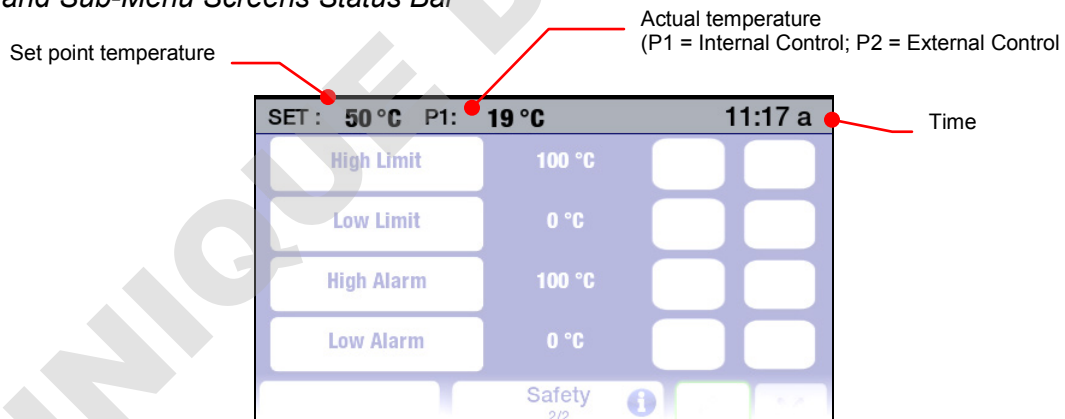 and Sub-Menu Screens Status Bar
Actual temperature
(P1 = Internal Control; P2 = External Control
Set point temperature
SET : 50 °C P1: 19 °C 11:17 a
Time
High Limit 100 °C
Low Limit 0 °C
High Alarm 100 °C
Low Alarm 0 °C
Safety
2/2
NIQUE